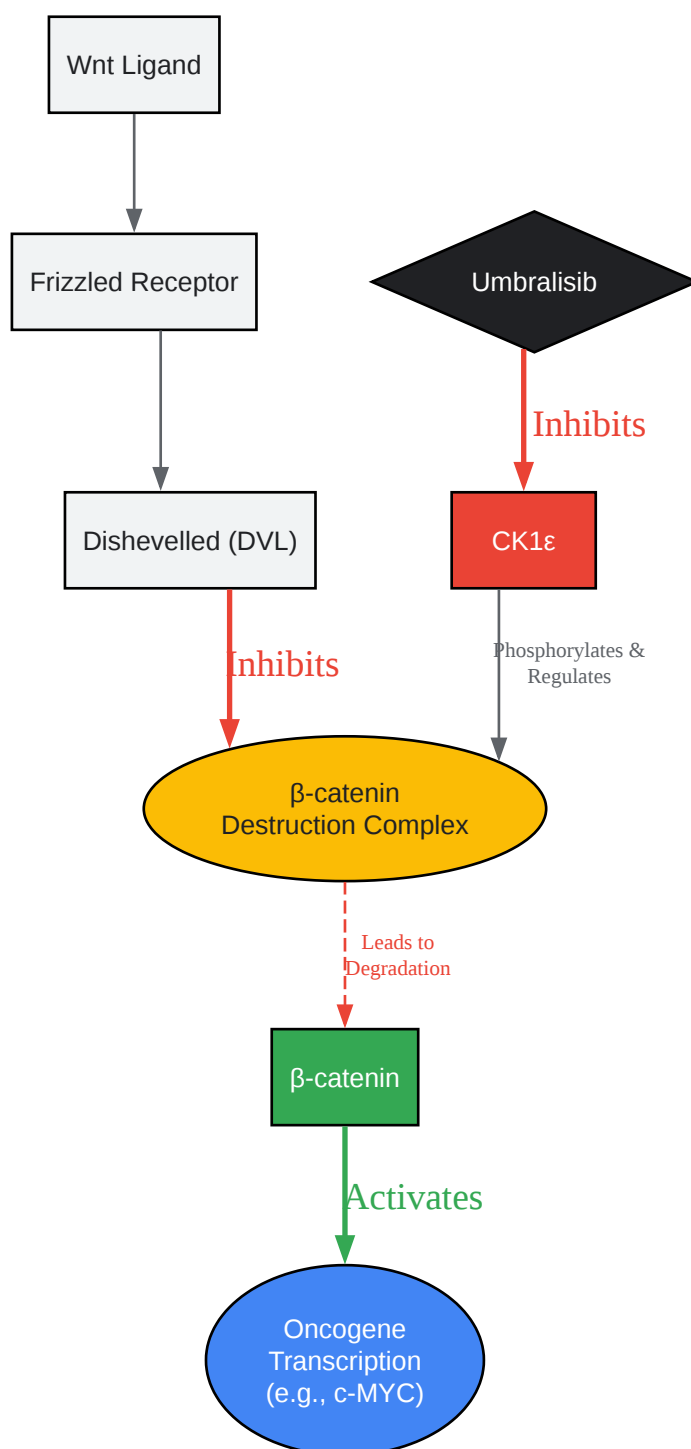 Wnt Ligand
Frizzled Receptor
Umbralisib
Inhibits
Dishevelled (DVL)
CK1ε
Inhibits
Phosphorylates &
Regulates
β-catenin
Destruction Complex
Leads to
Degradation
β-catenin
Activates
Oncogene
Transcription
(e.g., c-MYC)